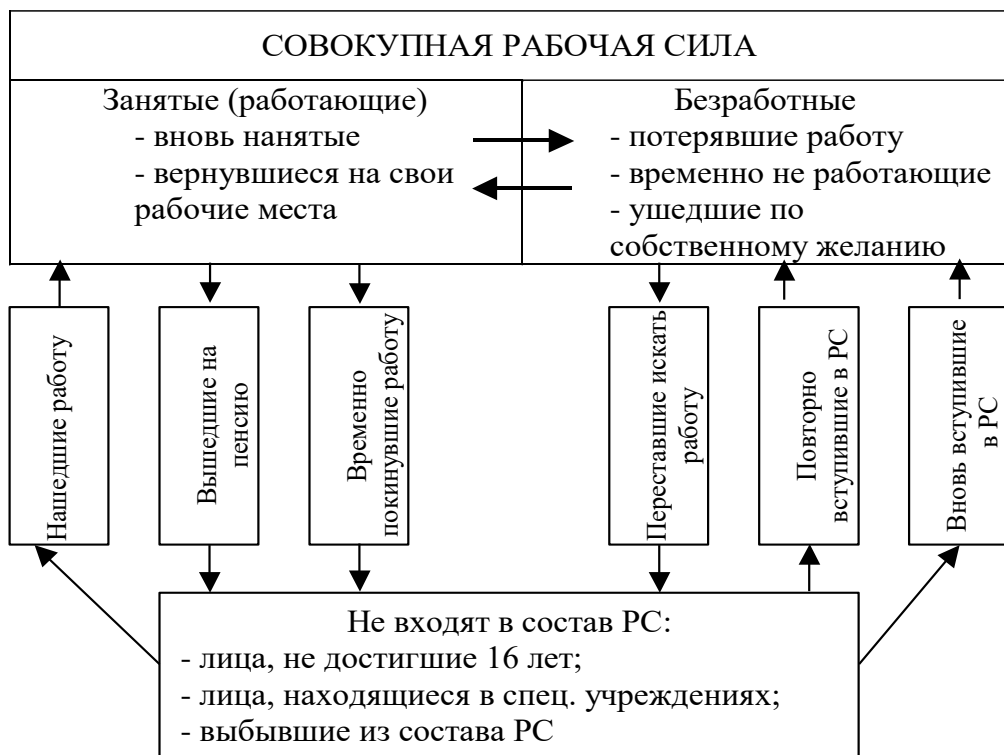 СОВОКУПНАЯ РАБОЧАЯ СИЛА
Занятые (работающие)
- вновь нанятые
- вернувшиеся на свои
рабочие места
Безработные
- потерявшие работу
- временно не работающие
- ушедшие по
собственному желанию
Нашедшие работу
Вышедшие на
пенсию
Временно
покинувшие работу
Переставшие искать
работу
Повторно
вступившие в РС
Вновь вступившие
в РС
Не входят в состав РС:
- лица, не достигшие 16 лет;
- лица, находящиеся в спец. учреждениях;
- выбывшие из состава РС